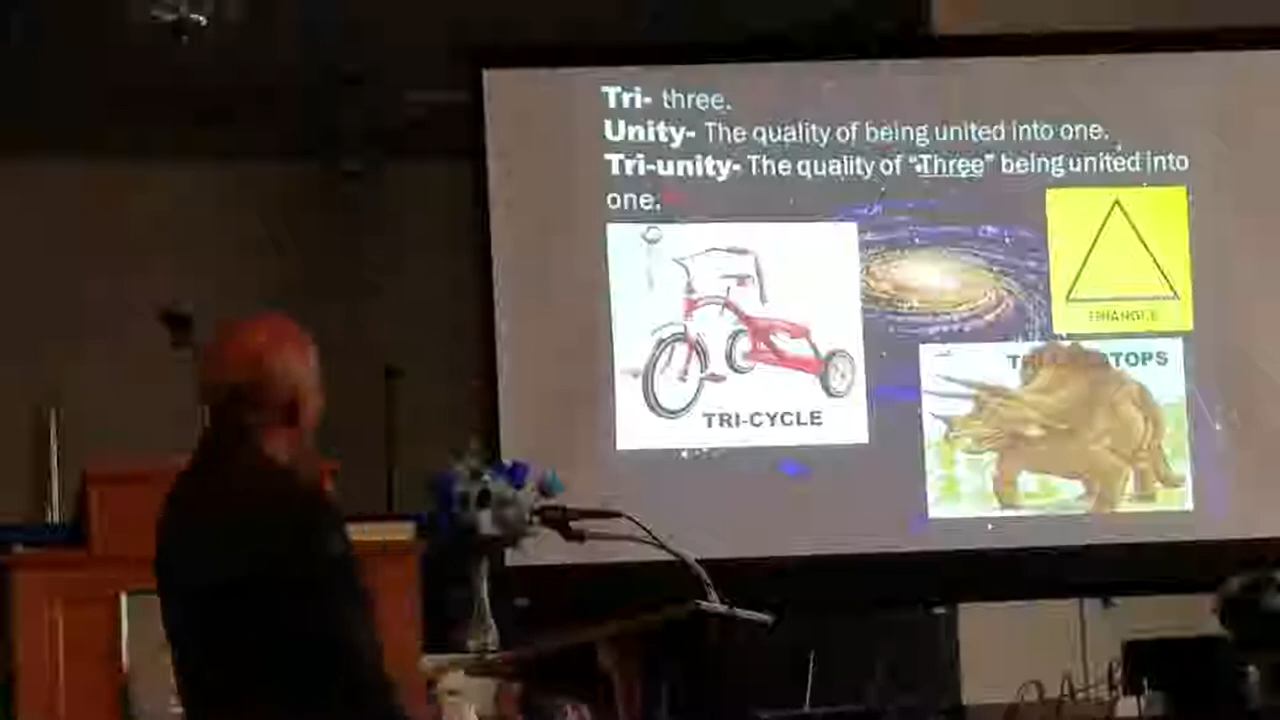 Tri- three.
Unity- The quality of being united into one.
Tri-unity- The quality of “Three” being united into
one.
TRIANGLE
TRI-CYCLE